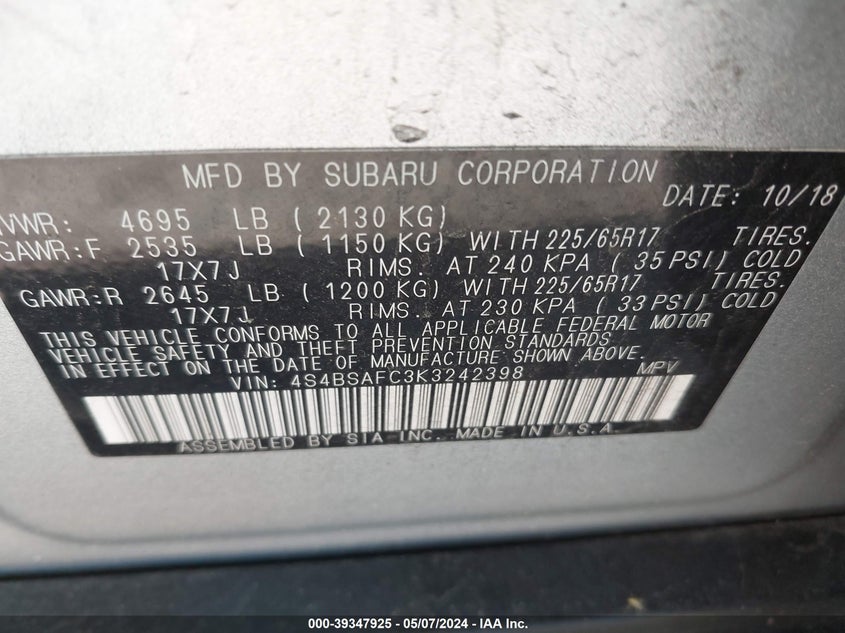 MFD BY SUBARU CORPORATION
DATE: 10/18
VWR: 4695 LB ( 2130 KG)
GAWR:F 2535 LB ( 1150 KG) WITH 225/65R17 TIRES.
17X7J RIMS. AT 240 KPA ( 35 PSI) COLD
GAWR:R 2645 LB ( 1200 KG) WITH 225/65R17 TIRES.
17X7J RIMS. AT 230 KPA ( 33 PSI) COLD
THIS VEHICLE CONFORMS TO ALL APPLICABLE FEDERAL MOTOR
VEHICLE SAFETY AND THEFT PREVENTION STANDARDS
IN EFFECT ON THE DATE OF MANUFACTURE SHOWN ABOVE.
VIN: 4S4BSAFC3K3242398 MPV
ASSEMBLED BY SIA-INC. MADE IN U.S.A.
000-39347925 - 05/07/2024 - © IAA, Inc.